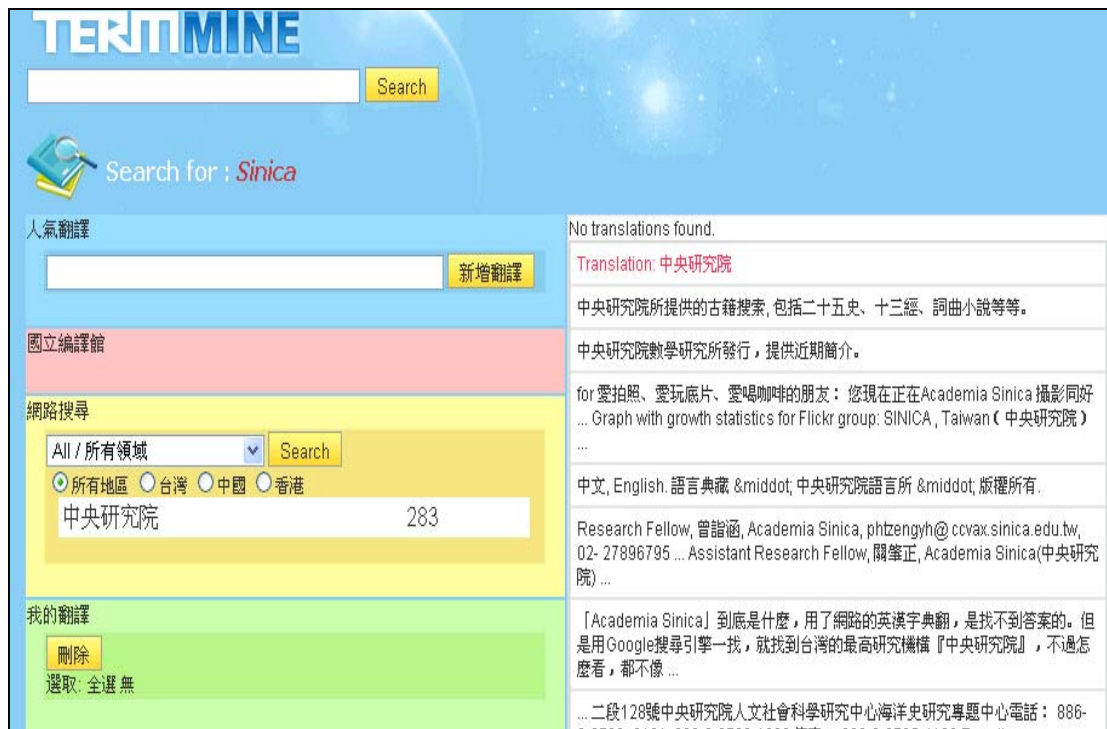 TERMMINE
Search
Search for : Sinica
人氣翻譯
新增翻譯
國立編譯館
網路搜尋
All / 所有領域
Search
所有地區 台灣 中國 香港
中央研究院 283
我的翻譯
刪除
選取: 全選 無
No translations found.
Translation: 中央研究院
中央研究院所提供的古籍搜索, 包括二十五史、十三經、詞曲小說等等。
中央研究院數學研究所發行，提供近期簡介。
for 愛拍照、愛玩底片、愛喝咖啡的朋友： 您現在正在Academia Sinica 攝影同好
... Graph with growth statistics for Flickr group: SINICA , Taiwan ( 中央研究院 )
...
中文, English. 語言典藏 &middot; 中央研究院語言所 &middot; 版權所有.
Research Fellow, 曾詣涵, Academia Sinica, phtzengyh@ ccvax.sinica.edu.tw,
02- 27896795 ... Assistant Research Fellow, 關肇正, Academia Sinica(中央研究
院) ...
「Academia Sinica」到底是什麼，用了網路的英漢字典翻，是找不到答案的。但
是用Google搜尋引擎一找，就找到台灣的最高研究機構『中央研究院』，不過怎
麼看，都不像 ...
... 二段128號中央研究院人文社會科學研究中心海洋史研究專題中心電話： 886-